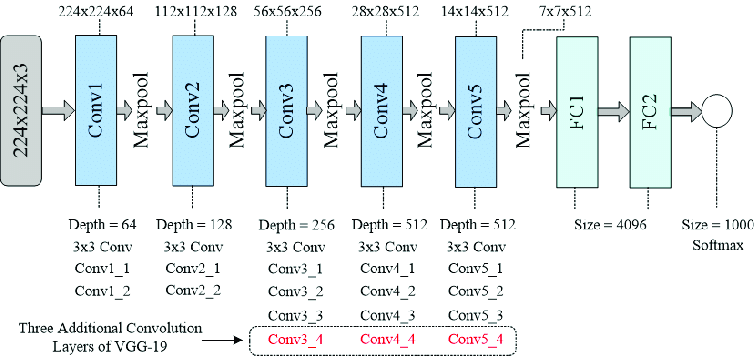 224x224x64 112x112x128 56x56x256 28x28x512 14x14x512 7x7x512
224x224x3
Conv1
Maxpool
Conv2
Maxpool
Conv3
Maxpool
Conv4
Maxpool
Conv5
Maxpool
FC1
FC2
Depth = 64 Depth = 128 Depth = 256 Depth = 512 Depth = 512 Size = 4096 Size = 1000
3x3 Conv 3x3 Conv 3x3 Conv 3x3 Conv 3x3 Conv Softmax
Conv1_1 Conv2_1 Conv3_1 Conv4_1 Conv5_1
Conv1_2 Conv2_2 Conv3_2 Conv4_2 Conv5_2
Conv3_3 Conv4_3 Conv5_3
Three Additional Convolution
Layers of VGG-19
Conv3_4 Conv4_4 Conv5_4